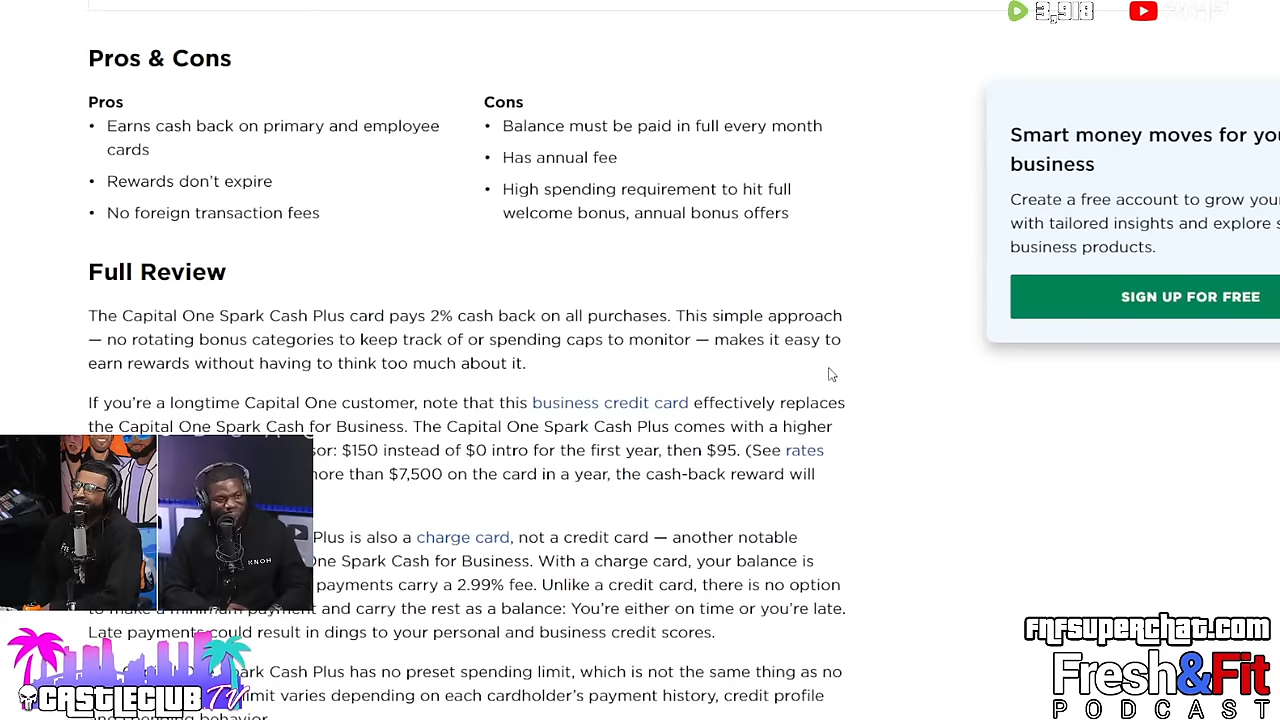 3,918
Pros & Cons
Pros
• Earns cash back on primary and employee
cards
• Rewards don’t expire
• No foreign transaction fees
Cons
• Balance must be paid in full every month
• Has annual fee
• High spending requirement to hit full
welcome bonus, annual bonus offers
Smart money moves for you
business
Create a free account to grow your
with tailored insights and explore s
business products.
SIGN UP FOR FREE
Full Review
The Capital One Spark Cash Plus card pays 2% cash back on all purchases. This simple approach
— no rotating bonus categories to keep track of or spending caps to monitor — makes it easy to
earn rewards without having to think too much about it.
If you’re a longtime Capital One customer, note that this business credit card effectively replaces
the Capital One Spark Cash for Business. The Capital One Spark Cash Plus comes with a higher
sor: $150 instead of $0 intro for the first year, then $95. (See rates
more than $7,500 on the card in a year, the cash-back reward will
Plus is also a charge card, not a credit card — another notable
One Spark Cash for Business. With a charge card, your balance is
payments carry a 2.99% fee. Unlike a credit card, there is no option
to make a minimum payment and carry the rest as a balance: You’re either on time or you’re late.
Late payments could result in dings to your personal and business credit scores.
Spark Cash Plus has no preset spending limit, which is not the same thing as no
limit varies depending on each cardholder’s payment history, credit profile
and spending behavior.
KNOH
CASTLECLUB TV
FNFSUPERCHAT.COM
Fresh&Fit
PODCAST